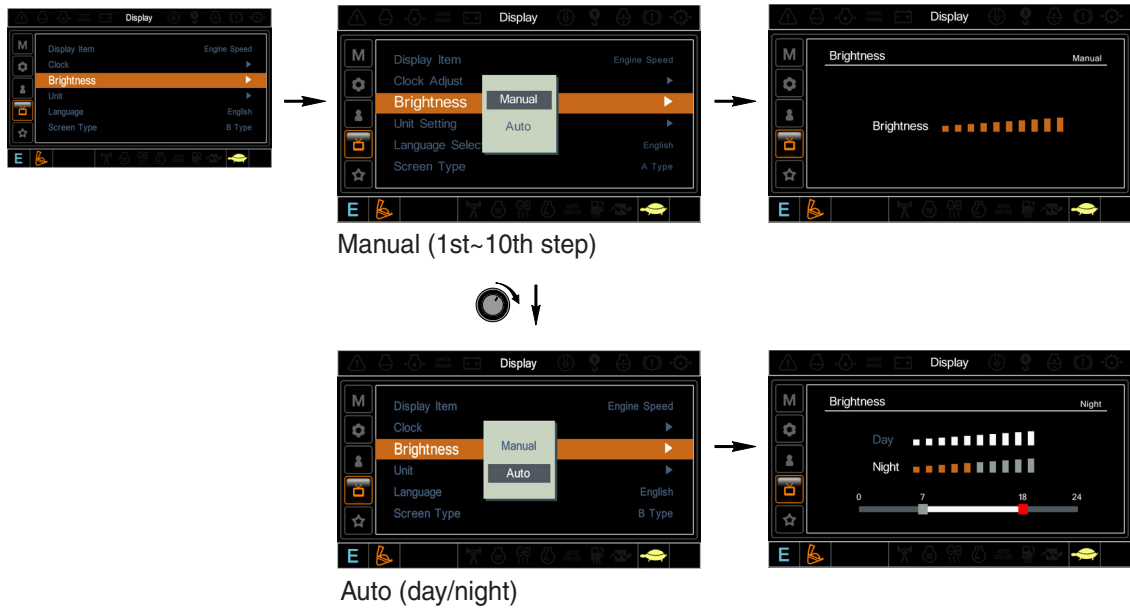 Display
M
Display Item Engine Speed
Clock
Brightness
Unit
Language English
Screen Type B Type
E
Display
M
Display Item Engine Speed
Clock Adjust
Brightness
Unit Setting
Language Selec English
Screen Type A Type
Manual
Auto
E
Display
M
Brightness Manual
Brightness
E
Manual (1st~10th step)
Display
M
Display Item Engine Speed
Clock
Brightness
Unit
Language English
Screen Type B Type
Manual
Auto
E
Display
M
Brightness Night
Day
Night
0 7 18 24
E
Auto (day/night)